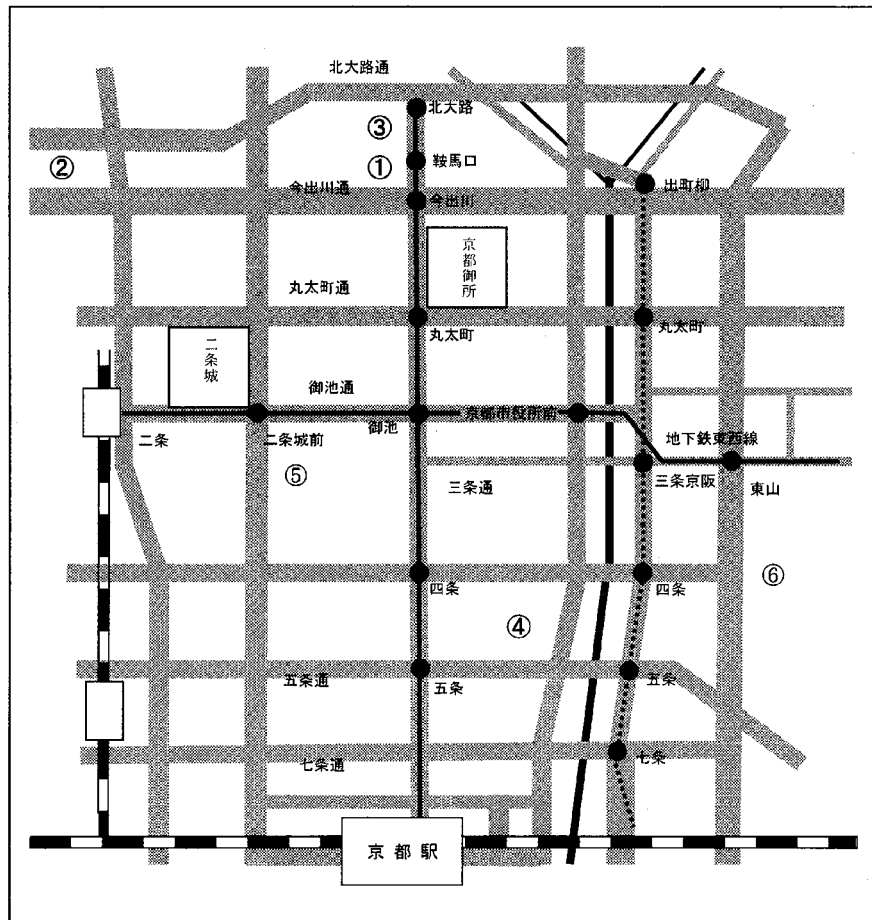 北大路通
北大路
③
鞍馬口
①
②
出町柳
今出川通
今出川
京都御所
丸太町通
丸太町
丸太町
二条城
御池通
京都市役所前
二条
二条城前
御池
地下鉄東西線
⑤
三条通
三条京阪
東山
四条
四条
⑥
④
五条通
五条
五条
七条通
七条
京都駅